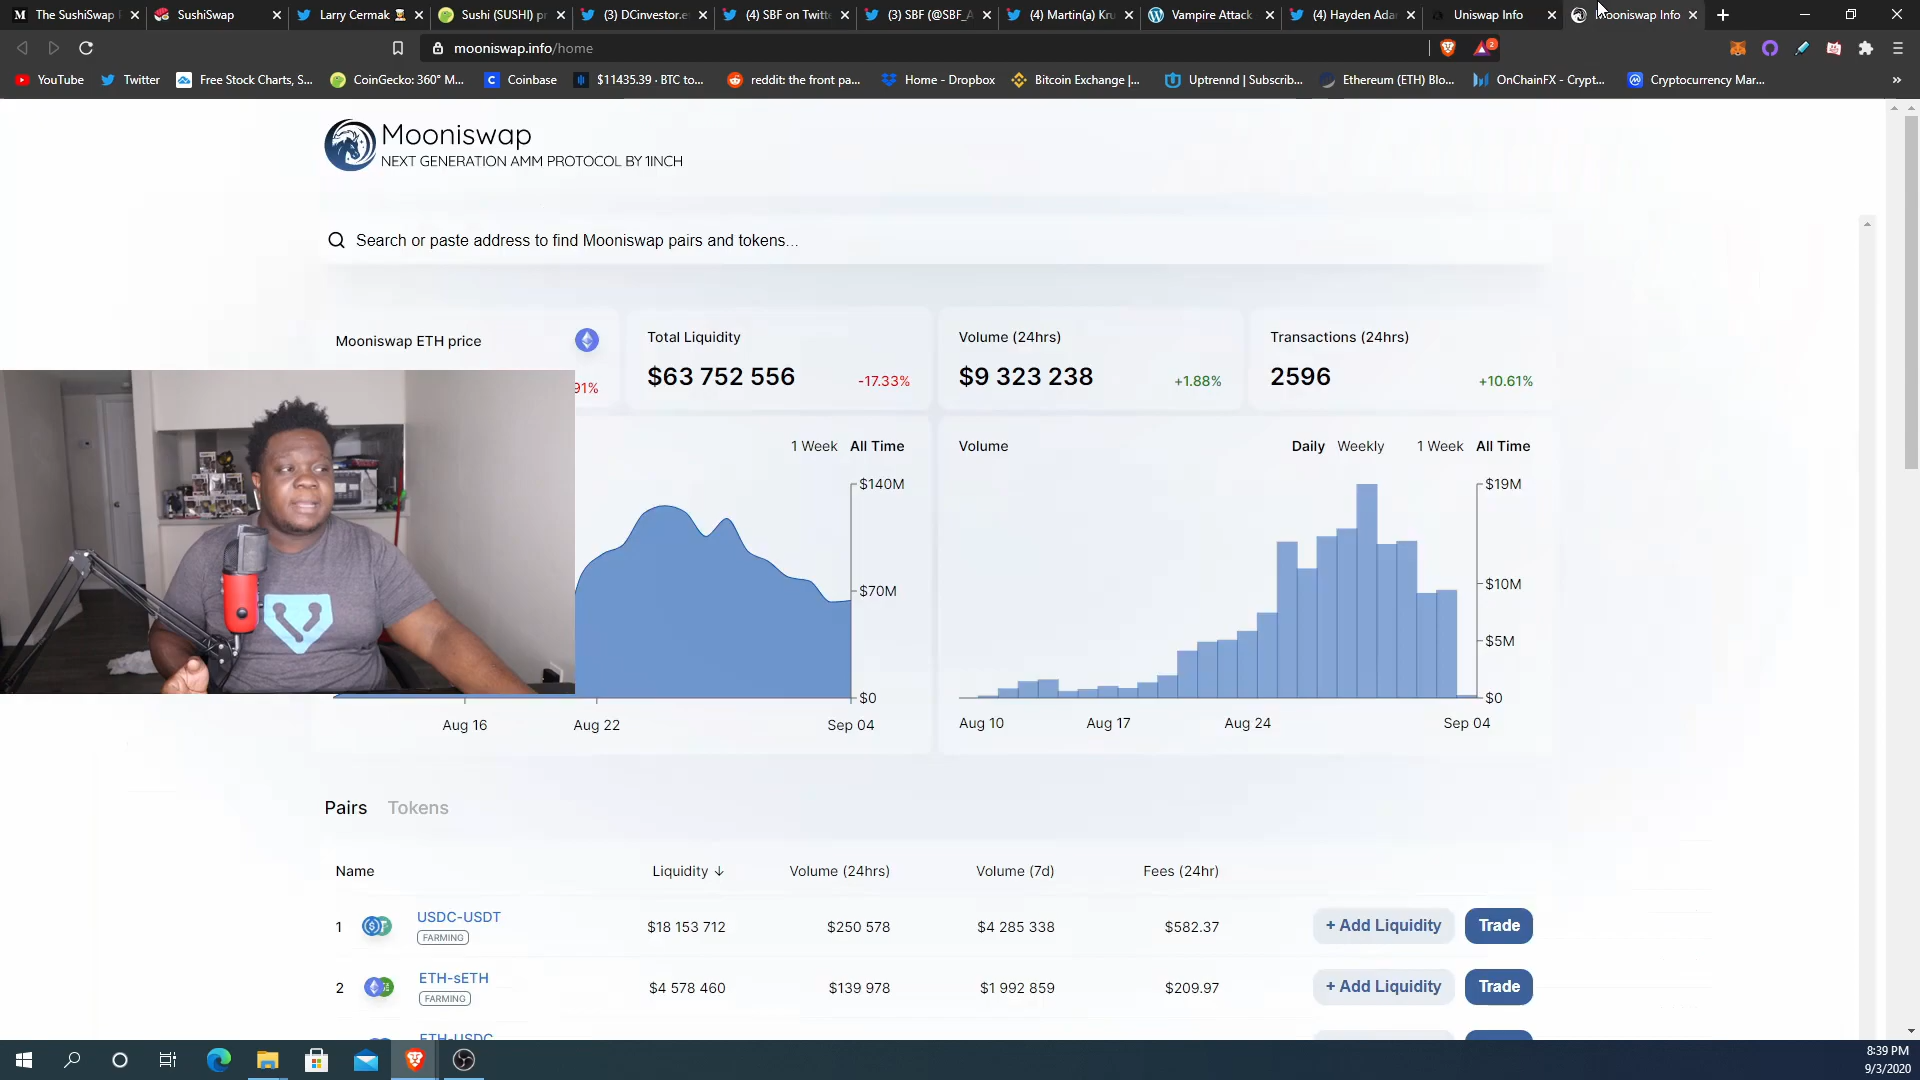 The SushiSwap
SushiSwap
Larry Cermak
Sushi (SUSHI) pr
(3) DCinvestor.e
(4) SBF on Twitt
(3) SBF (@SBF_A
(4) Martin(a) Kru
Vampire Attack
(4) Hayden Ada
Uniswap Info
Mooniswap Info
mooniswap.info/home
2
YouTube
Twitter
Free Stock Charts, S...
CoinGecko: 360° M...
Coinbase
$11435.39 · BTC to...
reddit: the front pa...
Home - Dropbox
Bitcoin Exchange |...
Uptrennd | Subscrib...
Ethereum (ETH) Blo...
OnChainFX - Crypt...
Cryptocurrency Mar...
»
Mooniswap
NEXT GENERATION AMM PROTOCOL BY 1INCH
Search or paste address to find Mooniswap pairs and tokens...
Mooniswap ETH price
91%
Total Liquidity
$63 752 556 -17.33%
Volume (24hrs)
$9 323 238 +1.88%
Transactions (24hrs)
2596 +10.61%
1 Week All Time
$140M
$70M
$0
Aug 16 Aug 22 Sep 04
Volume
Daily Weekly 1 Week All Time
$19M
$10M
$5M
$0
Aug 10 Aug 17 Aug 24 Sep 04
Pairs Tokens
Name Liquidity ↓ Volume (24hrs) Volume (7d) Fees (24hr)
1 USDC-USDT $18 153 712 $250 578 $4 285 338 $582.37 + Add Liquidity Trade
FARMING
2 ETH-sETH $4 578 460 $139 978 $1 992 859 $209.97 + Add Liquidity Trade
FARMING
ETH-USDC
8:39 PM
9/3/2020